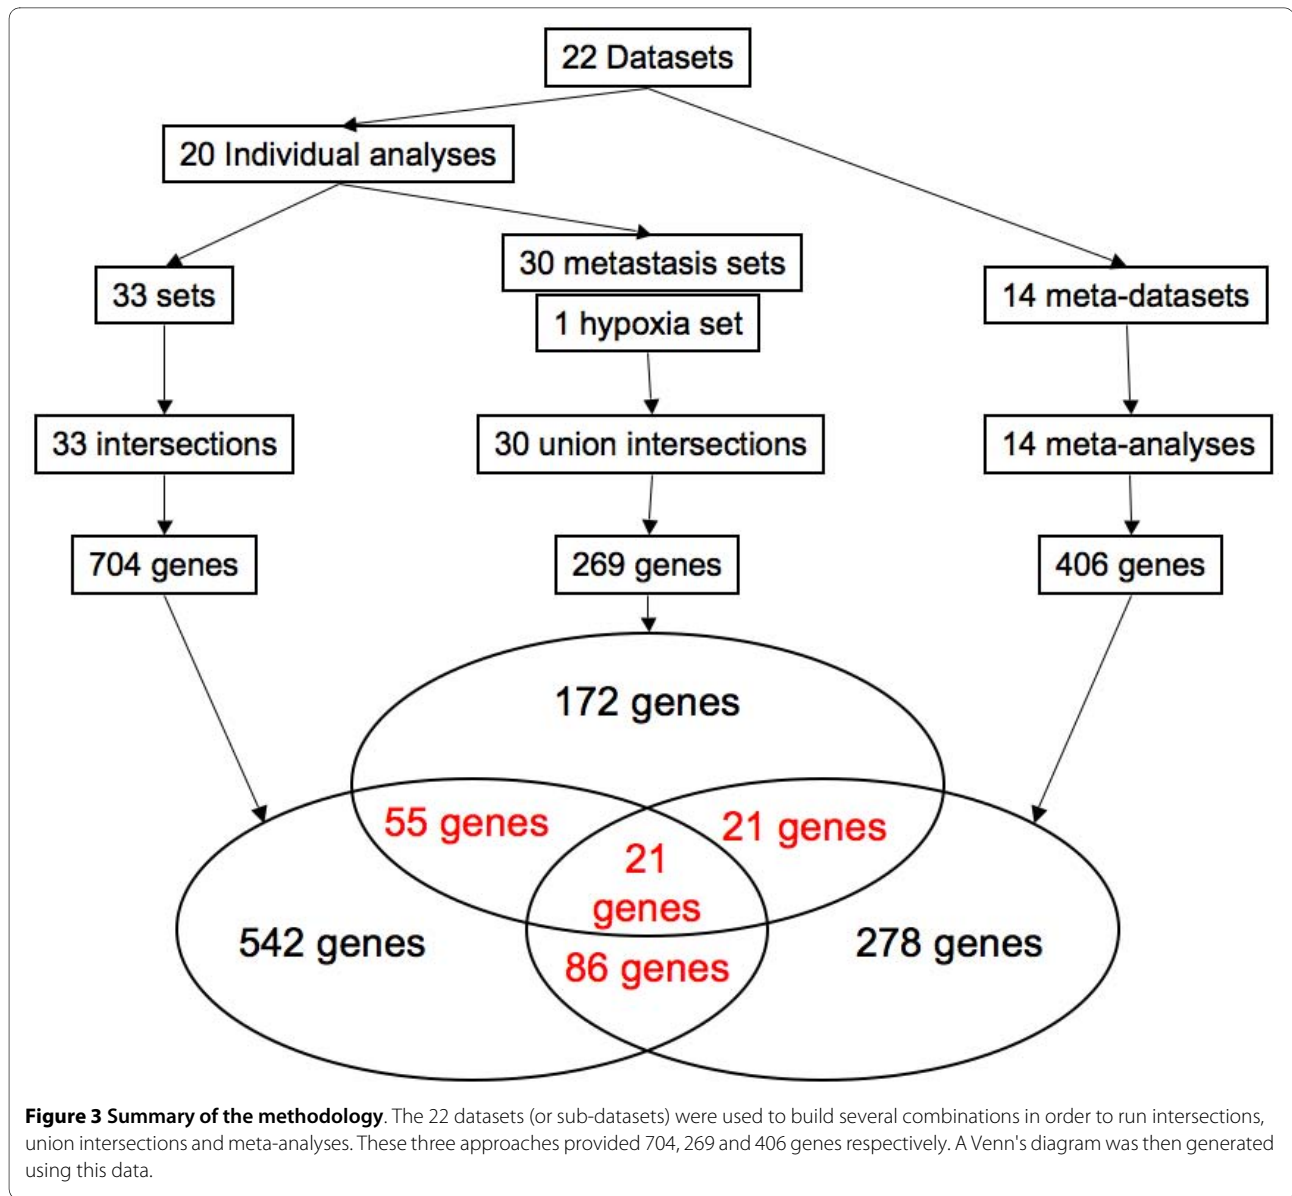 22 Datasets
20 Individual analyses
30 metastasis sets
33 sets
14 meta-datasets
1 hypoxia set
33 intersections
30 union intersections
14 meta-analyses
704 genes
269 genes
406 genes
172 genes
55 genes
21 genes
21
genes
542 genes
278 genes
86 genes
Figure 3 Summary of the methodology. The 22 datasets (or sub-datasets) were used to build several combinations in order to run intersections,
union intersections and meta-analyses. These three approaches provided 704, 269 and 406 genes respectively. A Venn's diagram was then generated
using this data.